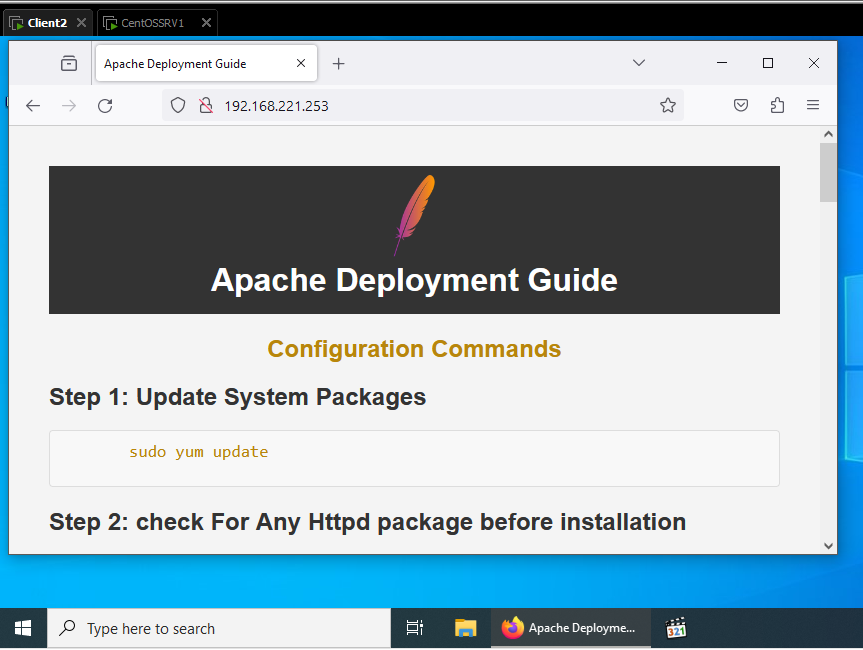 Client2
CentOSSRV1
Apache Deployment Guide
192.168.221.253
Apache Deployment Guide
Configuration Commands
Step 1: Update System Packages
sudo yum update
Step 2: check For Any Httpd package before installation
Type here to search
Apache Deployme...
321